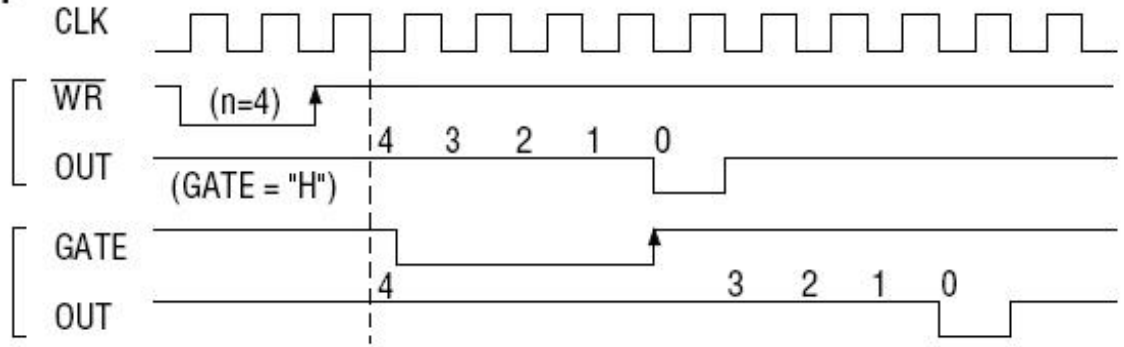 CLK
WR (n=4)
4 3 2 1 0
OUT
(GATE = "H")
GATE
4 3 2 1 0
OUT